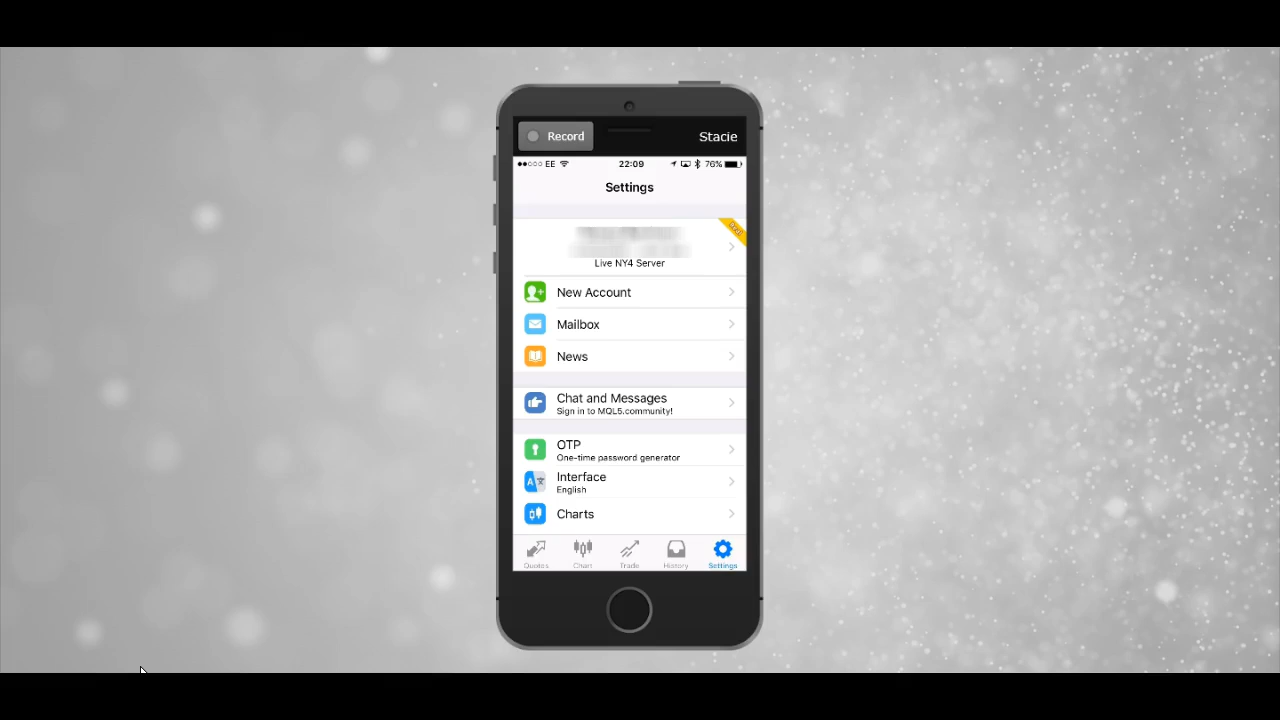 Record
Stacie
EE 22:09 76%
Settings
Live NY4 Server
New Account
Mailbox
News
Chat and Messages
Sign in to MQL5.community!
OTP
One-time password generator
Interface
English
Charts
Quotes Chart Trade History Settings